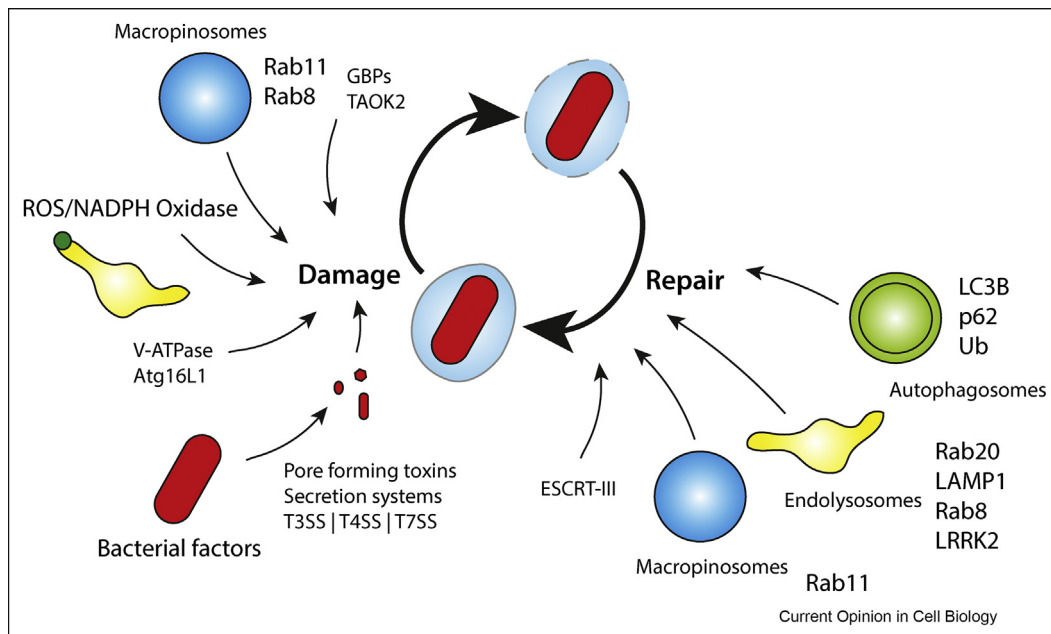 Macropinosomes
Rab11
Rab8
GBPs
TAOK2
ROS/NADPH Oxidase
Damage
Repair
V-ATPase
Atg16L1
LC3B
p62
Ub
Autophagosomes
Bacterial factors
Pore forming toxins
Secretion systems
T3SS | T4SS | T7SS
ESCRT-III
Macropinosomes
Rab11
Endolysosomes
Rab20
LAMP1
Rab8
LRRK2
Current Opinion in Cell Biology